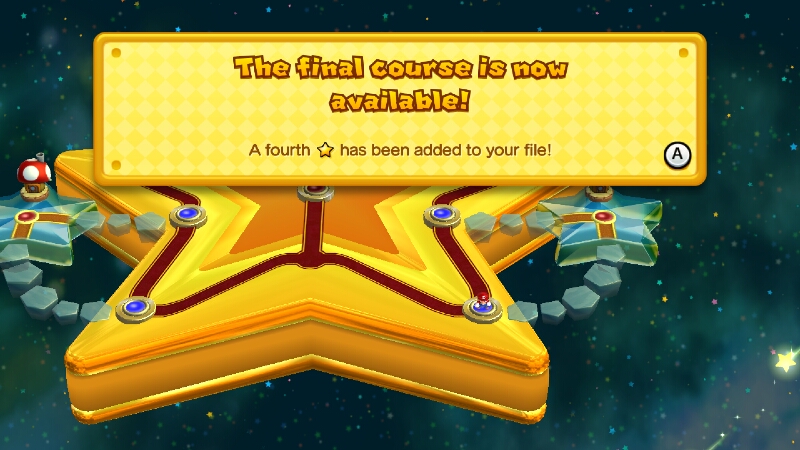 The final course is now
available!
A fourth ☆ has been added to your file!
A